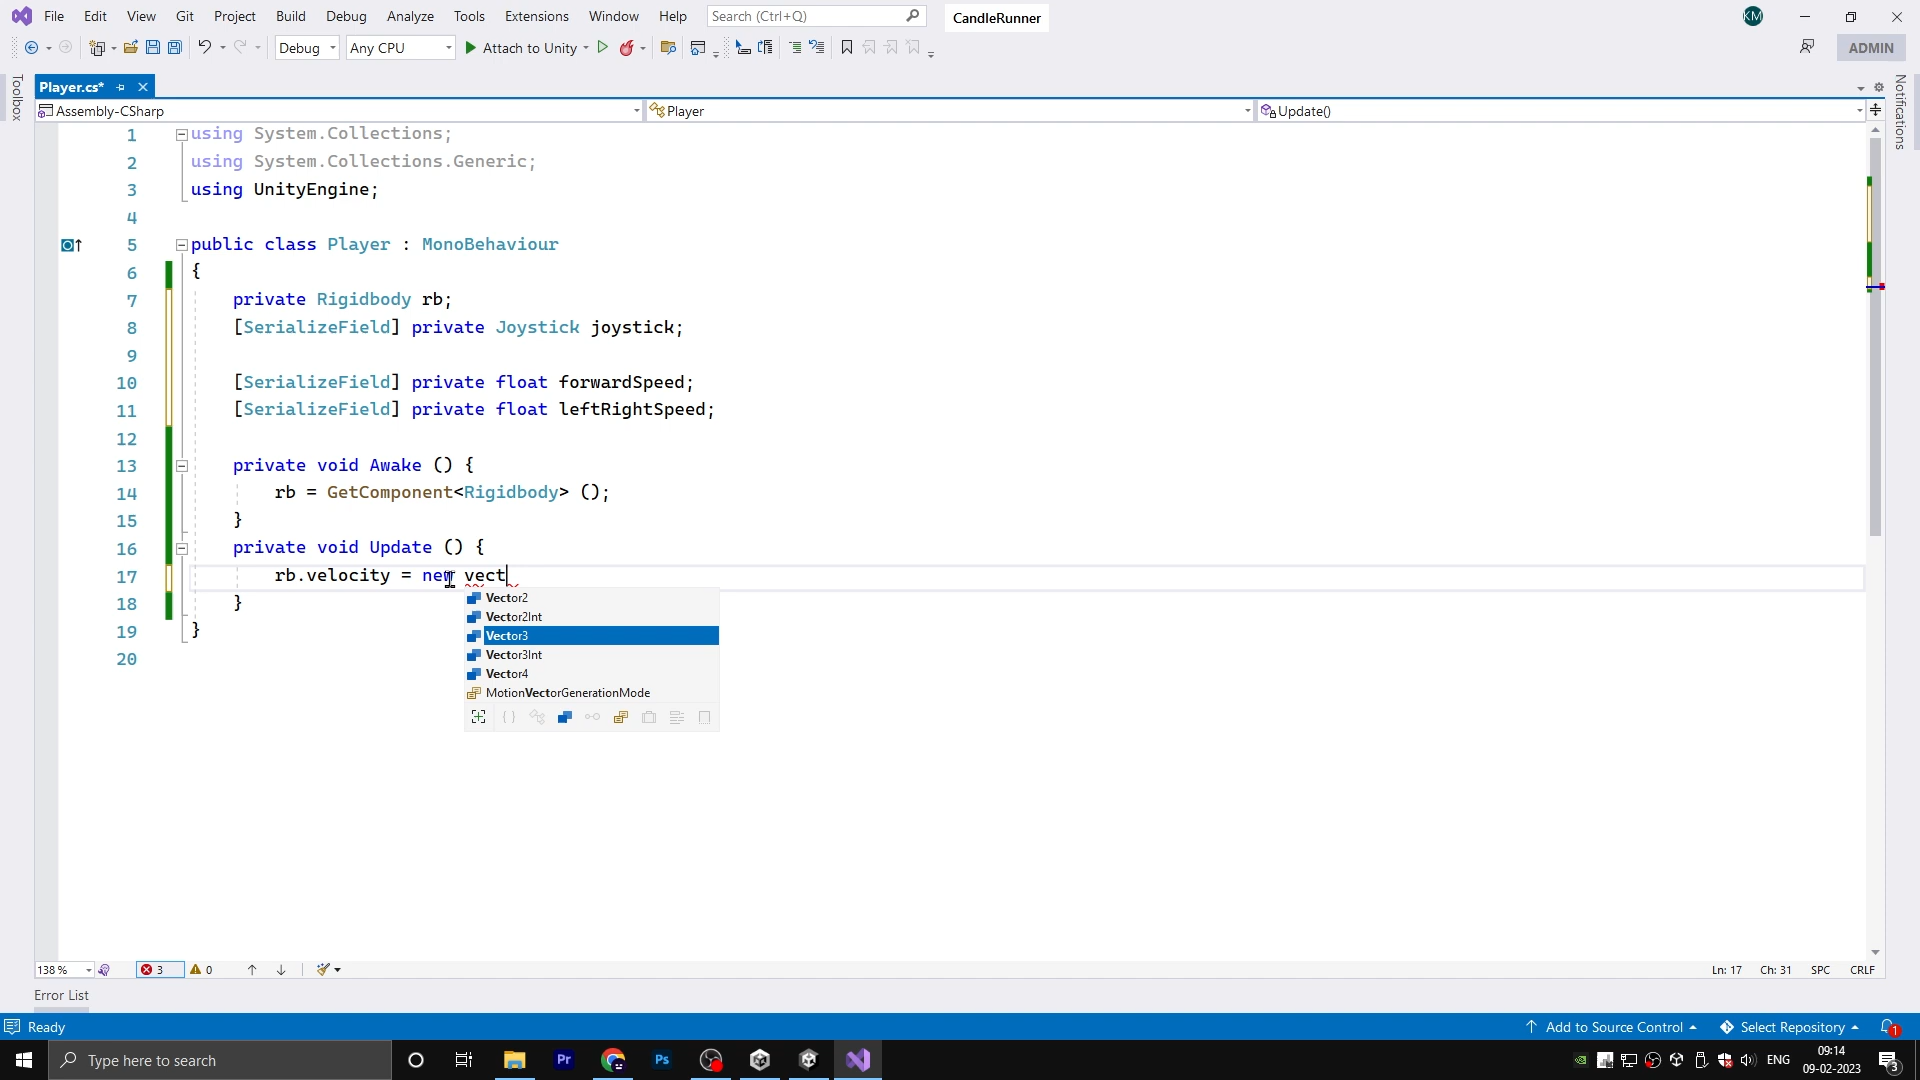 File Edit View Git Project Build Debug Analyze Tools Extensions Window Help Search (Ctrl+Q) CandleRunner KM
Debug Any CPU Attach to Unity ADMIN
Toolbox
Player.cs*
Notifications
Assembly-CSharp Player Update()
1 using System.Collections;
2 using System.Collections.Generic;
3 using UnityEngine;
4
5 public class Player : MonoBehaviour
6 {
7 private Rigidbody rb;
8 [SerializeField] private Joystick joystick;
9
10 [SerializeField] private float forwardSpeed;
11 [SerializeField] private float leftRightSpeed;
12
13 private void Awake () {
14 rb = GetComponent<Rigidbody> ();
15 }
16 private void Update () {
17 rb.velocity = new vect
18 }
19 }
20
Vector2
Vector2Int
Vector3
Vector3Int
Vector4
MotionVectorGenerationMode
138 % 3 0 Ln: 17 Ch: 31 SPC CRLF
Error List
Ready Add to Source Control Select Repository 1
Type here to search Pr Ps ENG 09:14
09-02-2023 3